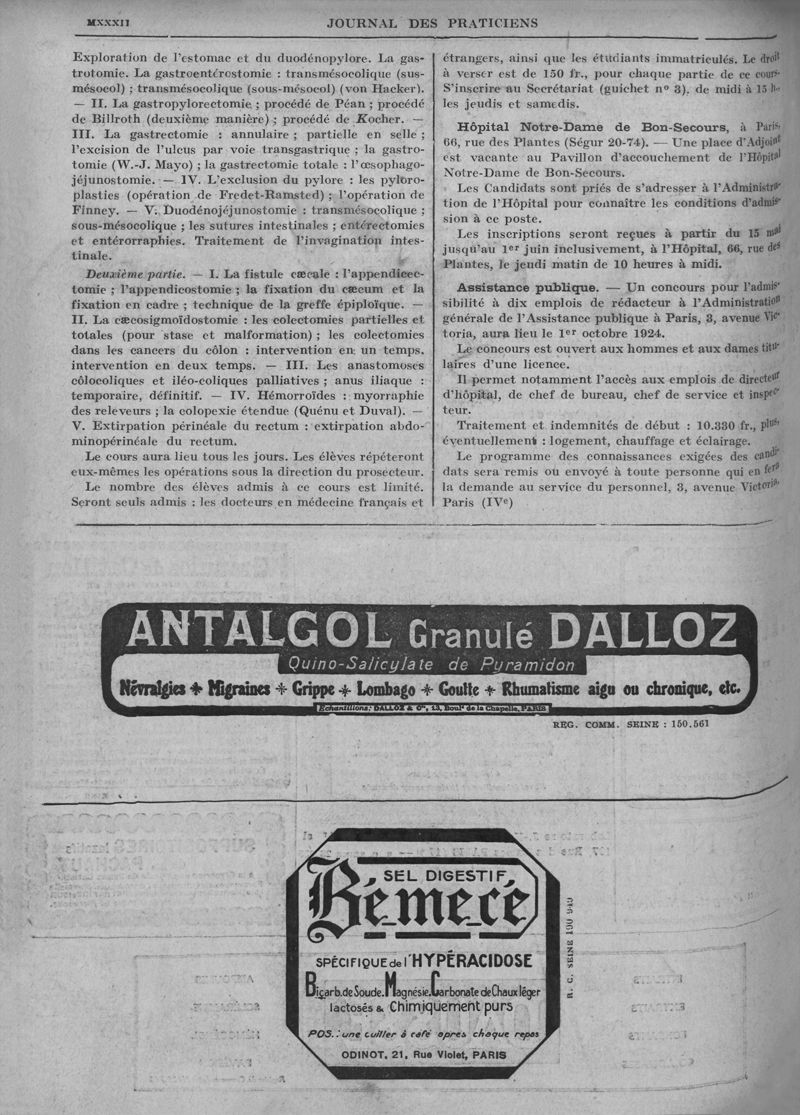 MXXXII
JOURNAL DES PRATICIENS
Exploration de l'estomac et du duodénopylore. La gas-
trotomie. La gastroentérostomie : transmésocolique (sus-
mésocol) ; transmésocolique (sous-mésocol) (von Hacker).
— II. La gastropylorectomie ; procédé de Péan ; procédé
de Billroth (deuxième manière) ; procédé de Kocher. —
III. La gastrectomie : annulaire ; partielle en selle ;
l'excision de l'ulcus par voie transgastrique ; la gastro-
tomie (W.-J. Mayo) ; la gastrectomie totale : l'œsophago-
jéjunostomie. — IV. L'exclusion du pylore : les pyloro-
plasties (opération de Fredet-Ramsted) ; l'opération de
Finney. — V. Duodénojéjunostomie : transmésocolique ;
sous-mésocolique ; les sutures intestinales ; entérectomies
et entérorraphies. Traitement de l'invagination intes-
tinale.
Deuxième partie. — I. La fistule cæcale : l'appendicec-
tomie ; l'appendicostomie ; la fixation du cæcum et la
fixation en cadre ; technique de la greffe épiploïque. —
II. La cæcosigmoïdostomie : les colectomies partielles et
totales (pour stase et malformation) ; les colectomies
dans les cancers du côlon : intervention en un temps,
intervention en deux temps. — III. Les anastomoses
côlocoliques et iléo-coliques palliatives ; anus iliaque :
temporaire, définitif. — IV. Hémorroïdes : myorraphie
des releveurs ; la colopexie étendue (Quénu et Duval). —
V. Extirpation périnéale du rectum : extirpation abdo-
minopérinéale du rectum.
Le cours aura lieu tous les jours. Les élèves répéteront
eux-mêmes les opérations sous la direction du prosecteur.
Le nombre des élèves admis à ce cours est limité.
Seront seuls admis : les docteurs en médecine français et
étrangers, ainsi que les étudiants immatriculés. Le droit
à verser est de 150 fr., pour chaque partie de ce cours.
S'inscrire au Secrétariat (guichet nº 3), de midi à 15 h.
les jeudis et samedis.
Hôpital Notre-Dame de Bon-Secours, à Paris,
66, rue des Plantes (Ségur 20-74). — Une place d'Adjoint
est vacante au Pavillon d'accouchement de l'Hôpital
Notre-Dame de Bon-Secours.
Les Candidats sont priés de s'adresser à l'Administra-
tion de l'Hôpital pour connaître les conditions d'admis-
sion à ce poste.
Les inscriptions seront reçues à partir du 15 mai
jusqu'au 1er juin inclusivement, à l'Hôpital, 66, rue des
Plantes, le jeudi matin de 10 heures à midi.
Assistance publique. — Un concours pour l'admis-
sibilité à dix emplois de rédacteur à l'Administration
générale de l'Assistance publique à Paris, 3, avenue Vic-
toria, aura lieu le 1er octobre 1924.
Le concours est ouvert aux hommes et aux dames titu-
laires d'une licence.
Il permet notamment l'accès aux emplois de directeur
d'hôpital, de chef de bureau, chef de service et inspec-
teur.
Traitement et indemnités de début : 10.330 fr., plus,
éventuellement : logement, chauffage et éclairage.
Le programme des connaissances exigées des candi-
dats sera remis ou envoyé à toute personne qui en fera
la demande au service du personnel, 3, avenue Victoria,
Paris (IVe)
ANTALGOL Granulé DALLOZ
Quino-Salicylate de Pyramidon
Névralgies + Migraines + Grippe + Lombago + Goutte + Rhumatisme aigu ou chronique, etc.
Echantillons: DALLOZ & Cie, 13, Boulᵈ de la Chapelle, PARIS
REG. COMM. SEINE : 150.561
SEL DIGESTIF
Bémecé
SPÉCIFIQUE de l'HYPÉRACIDOSE
Biçarb. de Soude. Magnésie. Carbonate de Chaux léger
lactosés & Chimiquement purs
POS.: une cuiller à café après chaque repas
ODINOT, 21, Rue Violet, PARIS
R. C. SEINE 190 949